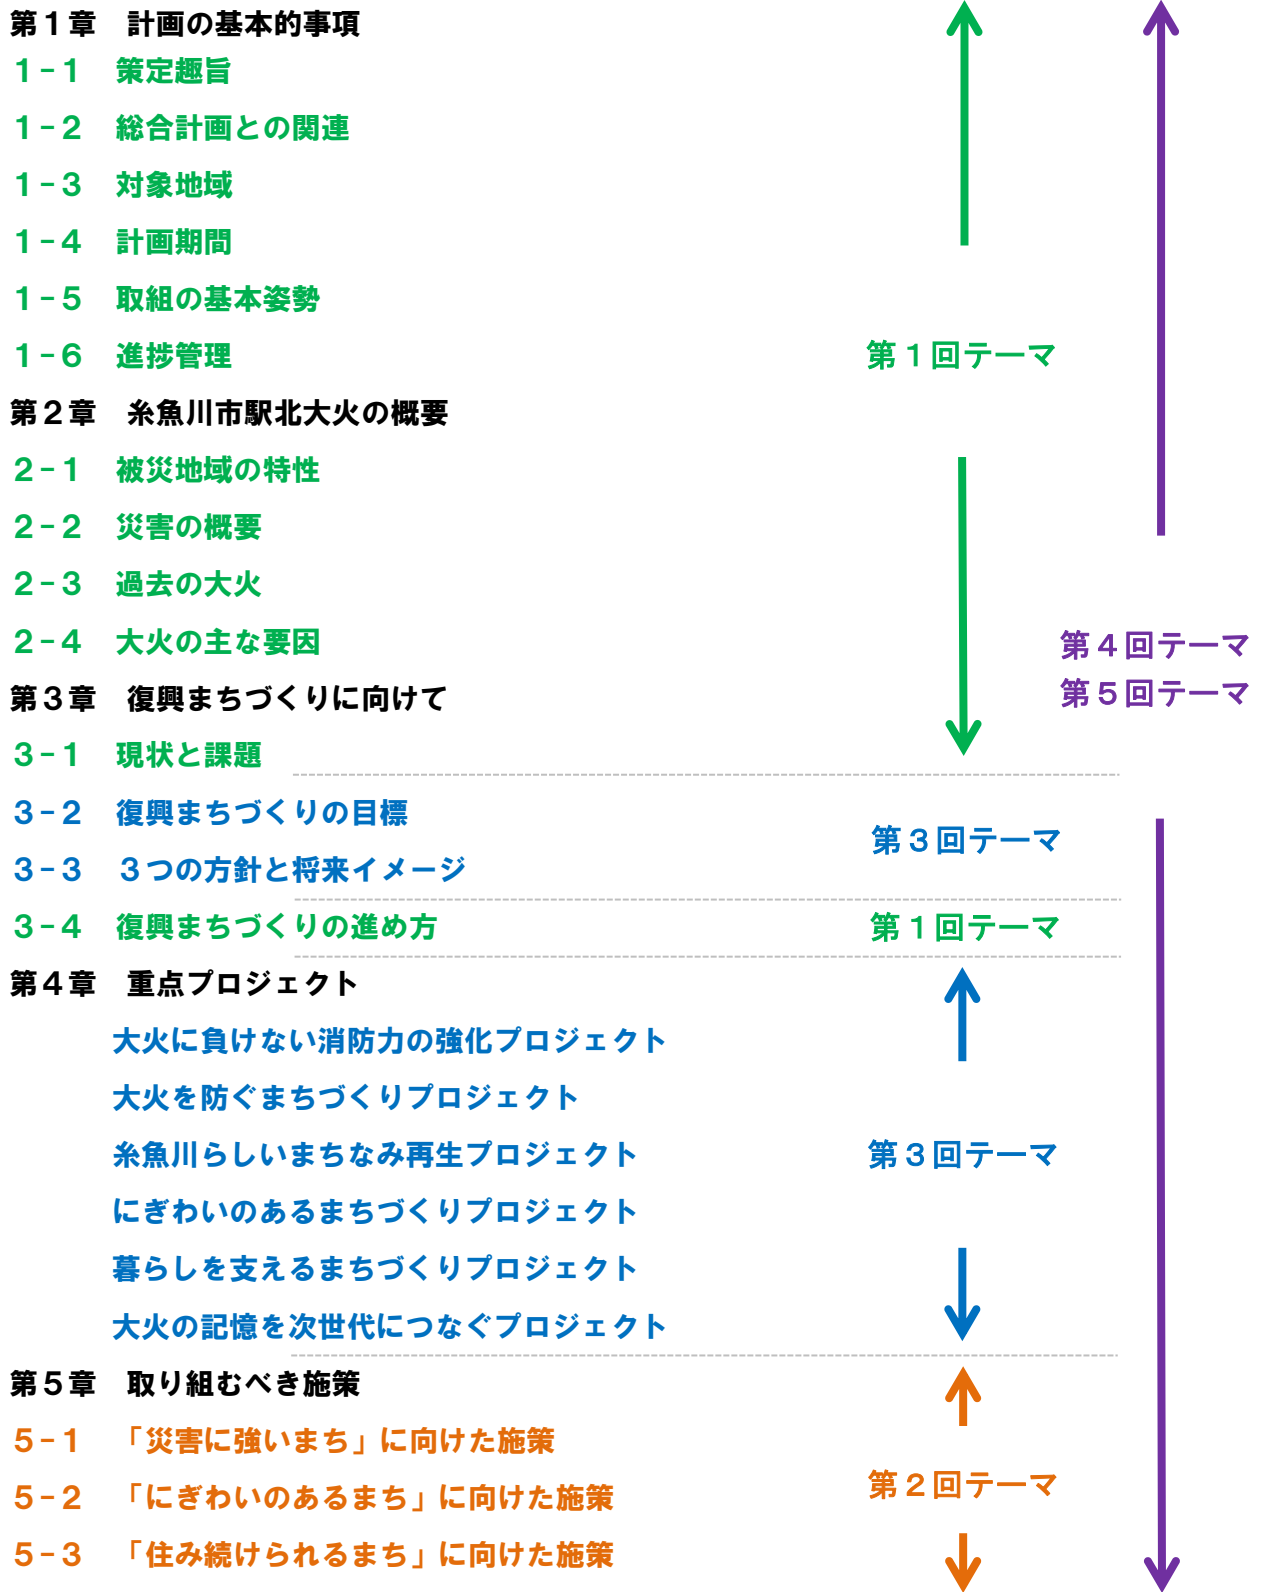 第１章　計画の基本的事項
１－１　策定趣旨
１－２　総合計画との関連
１－３　対象地域
１－４　計画期間
１－５　取組の基本姿勢
１－６　進捗管理
第１回テーマ
第２章　糸魚川市駅北大火の概要
２－１　被災地域の特性
２－２　災害の概要
２－３　過去の大火
２－４　大火の主な要因
第４回テーマ
第５回テーマ
第３章　復興まちづくりに向けて
３－１　現状と課題
３－２　復興まちづくりの目標
３－３　３つの方針と将来イメージ
第３回テーマ
３－４　復興まちづくりの進め方
第１回テーマ
第４章　重点プロジェクト
大火に負けない消防力の強化プロジェクト
大火を防ぐまちづくりプロジェクト
糸魚川らしいまちなみ再生プロジェクト
第３回テーマ
にぎわいのあるまちづくりプロジェクト
暮らしを支えるまちづくりプロジェクト
大火の記憶を次世代につなぐプロジェクト
第５章　取り組むべき施策
５－１　「災害に強いまち」に向けた施策
５－２　「にぎわいのあるまち」に向けた施策
第２回テーマ
５－３　「住み続けられるまち」に向けた施策